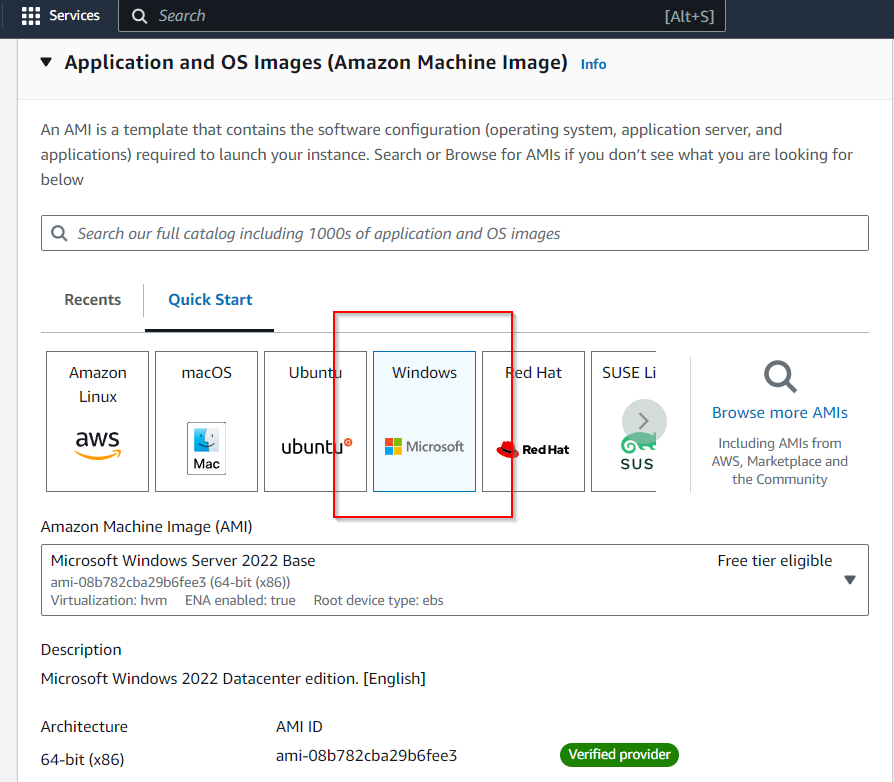 Services
Search
[Alt+S]
Application and OS Images (Amazon Machine Image) Info
An AMI is a template that contains the software configuration (operating system, application server, and
applications) required to launch your instance. Search or Browse for AMIs if you don’t see what you are looking for
below
Search our full catalog including 1000s of application and OS images
Recents
Quick Start
Amazon
Linux
aws
macOS
Mac
Ubuntu
ubuntu
Windows
Microsoft
Red Hat
Red Hat
SUSE Li
SUS
Browse more AMIs
Including AMIs from
AWS, Marketplace and
the Community
Amazon Machine Image (AMI)
Microsoft Windows Server 2022 Base
Free tier eligible
ami-08b782cba29b6fee3 (64-bit (x86))
Virtualization: hvm ENA enabled: true Root device type: ebs
Description
Microsoft Windows 2022 Datacenter edition. [English]
Architecture
AMI ID
64-bit (x86)
ami-08b782cba29b6fee3
Verified provider